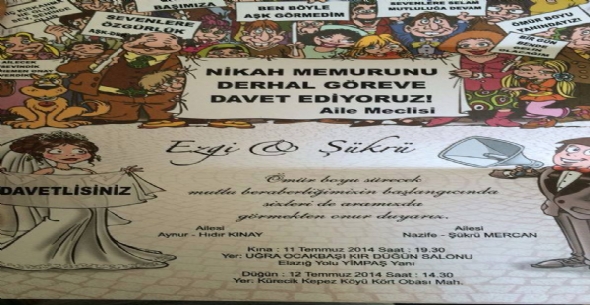 SEVENLERE
ÖZGÜRLÜK
BEN BÖYLE
AŞK GÖRMEDİM
SEVENLERE SELAM
MUTLULUĞA DEVAM
ÖMÜR BOYU
BENDE
NİKAH MEMURUNU
DERHAL GÖREVE
DAVET EDİYORUZ!
Aile Meclisi
Ezgi & Şükrü
DAVETLİSİNİZ
Ömür boyu sürecek
mutlu beraberliğimizin başlangıcında
sizleri de aramızda
görmekten onur duyarız.
Ailesi
Aynur - Hıdır KINAY
Ailesi
Nazife - Şükrü MERCAN
Kına : 11 Temmuz 2014 Saat : 19.30
Yer: UĞRA OCAKBAŞI KIR DÜĞÜN SALONU
Elazığ Yolu YİMPAŞ Yanı
Düğün : 12 Temmuz 2014 Saat : 14.30
Yer: Kürecik Kepez Köyü Kört Obası Mah.